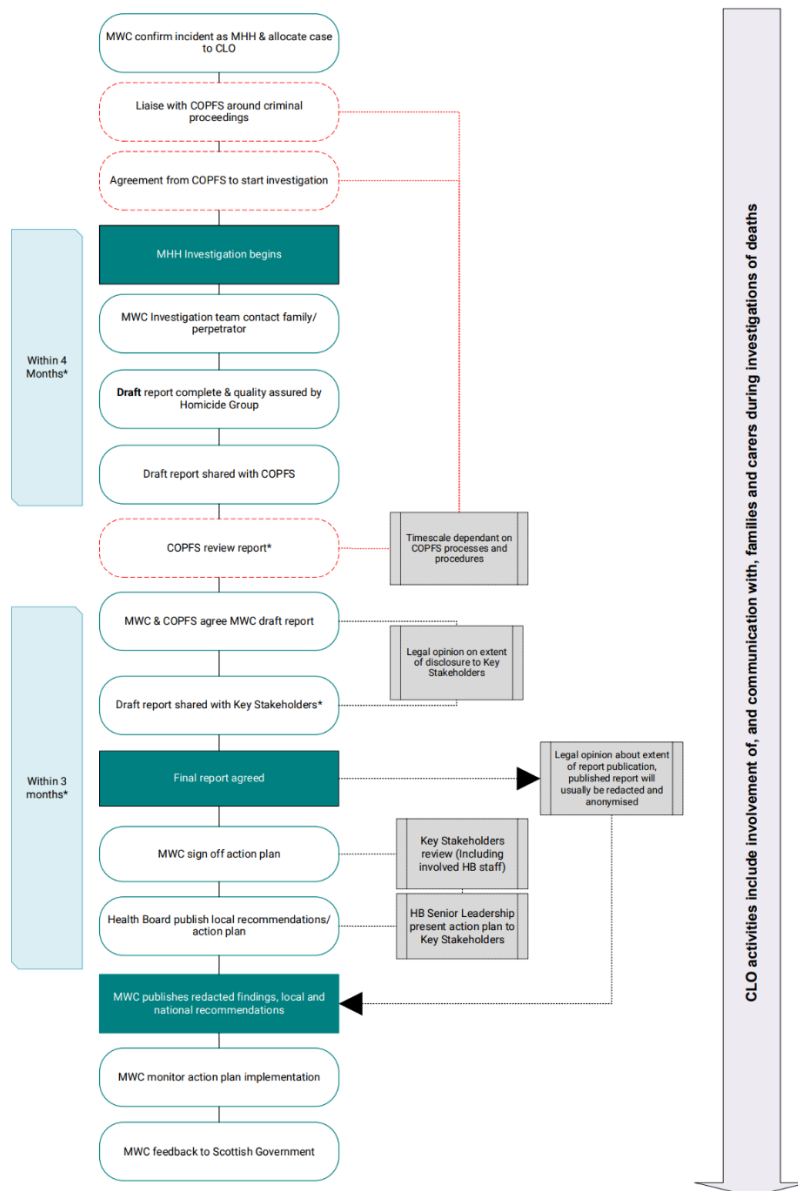 MWC confirm incident as MHH & allocate case
to CLO
Liaise with COPFS around criminal
proceedings
Agreement from COPFS to start investigation
MHH Investigation begins
MWC Investigation team contact family/
perpetrator
Within 4
Months*
Draft report complete & quality assured by
Homicide Group
Draft report shared with COPFS
COPFS review report*
Timescale dependant on
COPFS processes and
procedures
MWC & COPFS agree MWC draft report
Legal opinion on extent
of disclosure to Key
Stakeholders
Draft report shared with Key Stakeholders*
Within 3
months*
Final report agreed
Legal opinion about extent
of report publication,
published report will
usually be redacted and
anonymised
MWC sign off action plan
Key Stakeholders
review (Including
involved HB staff)
Health Board publish local recommendations/
action plan
HB Senior Leadership
present action plan to
Key Stakeholders
MWC publishes redacted findings, local and
national recommendations
MWC monitor action plan implementation
MWC feedback to Scottish Government
CLO activities include involvement of, and communication with, families and carers during investigations of deaths